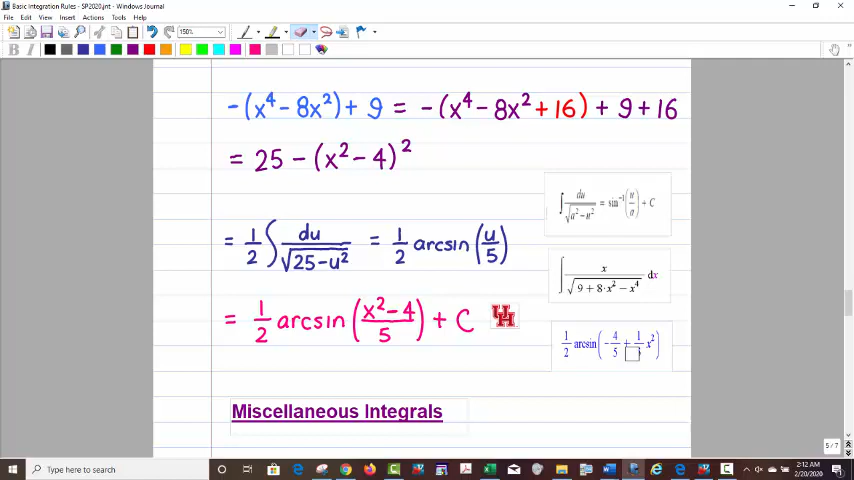 Basic Integration Rules - SP2020.jnt - Windows Journal
File Edit View Insert Actions Tools Help
150%
B I
-(x⁴ - 8x²) + 9 = -(x⁴ - 8x² + 16) + 9 + 16
= 25 - (x² - 4)²
∫ du/√(a² - u²) = sin⁻¹(u/a) + C
= 1/2 ∫ du/√(25 - u²) = 1/2 arcsin(u/5)
∫ x/√(9 + 8·x² - x⁴) dx
= 1/2 arcsin((x² - 4)/5) + C
UH
1/2 arcsin(-4/5 + 1/ x²)
Miscellaneous Integrals
5 / 7
Type here to search
2:12 AM
2/20/2020